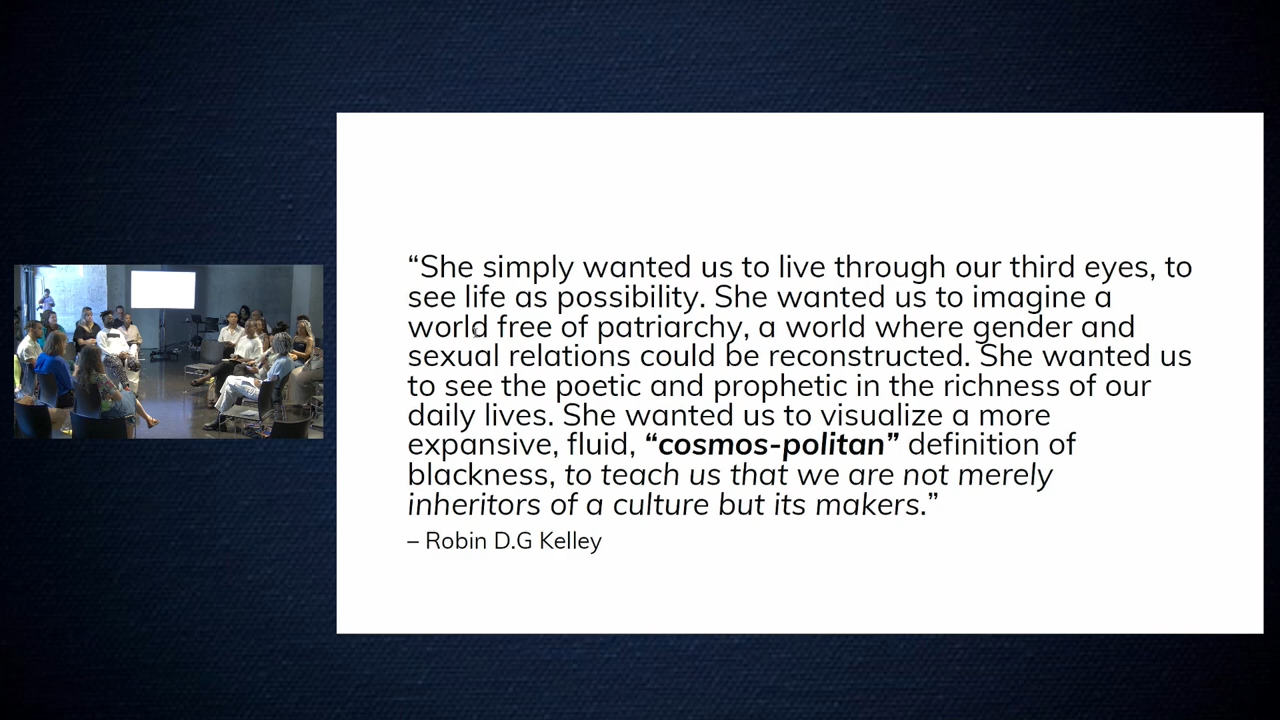 “She simply wanted us to live through our third eyes, to
see life as possibility. She wanted us to imagine a
world free of patriarchy, a world where gender and
sexual relations could be reconstructed. She wanted us
to see the poetic and prophetic in the richness of our
daily lives. She wanted us to visualize a more
expansive, fluid, “cosmos-politan” definition of
blackness, to teach us that we are not merely
inheritors of a culture but its makers.”
– Robin D.G Kelley